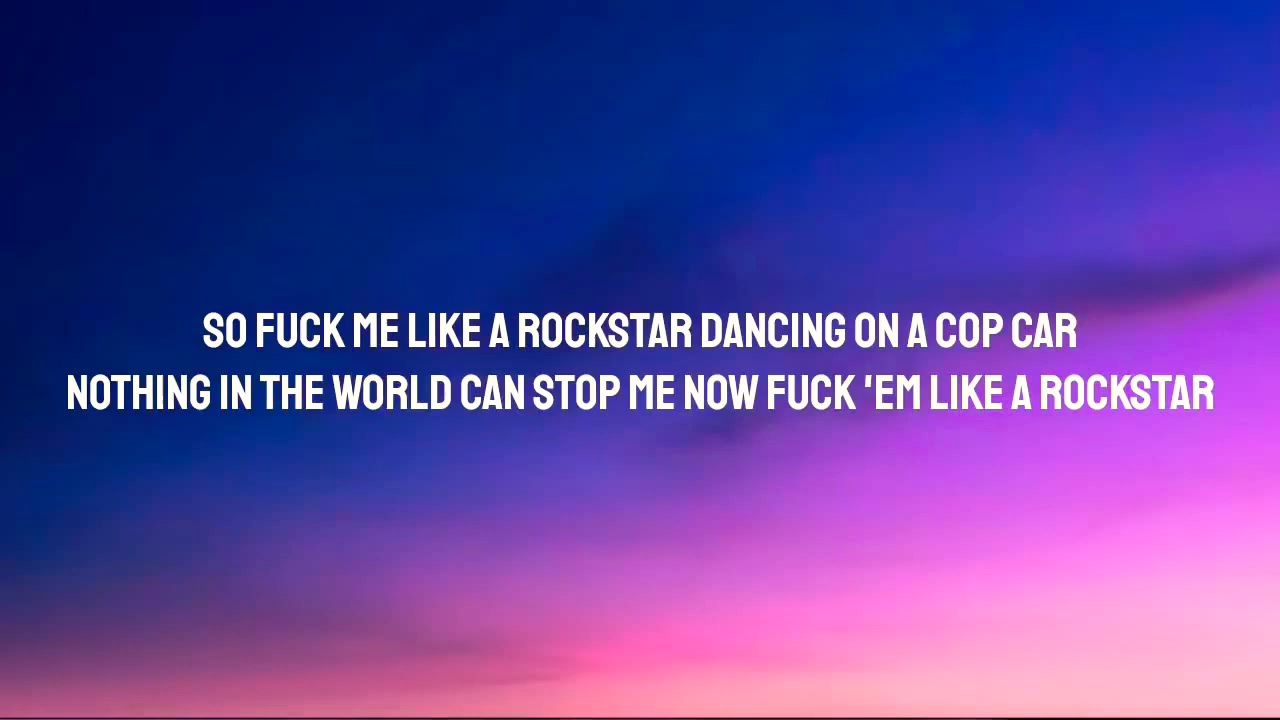 SO FUCK ME LIKE A ROCKSTAR DANCING ON A COP CAR
NOTHING IN THE WORLD CAN STOP ME NOW FUCK 'EM LIKE A ROCKSTAR